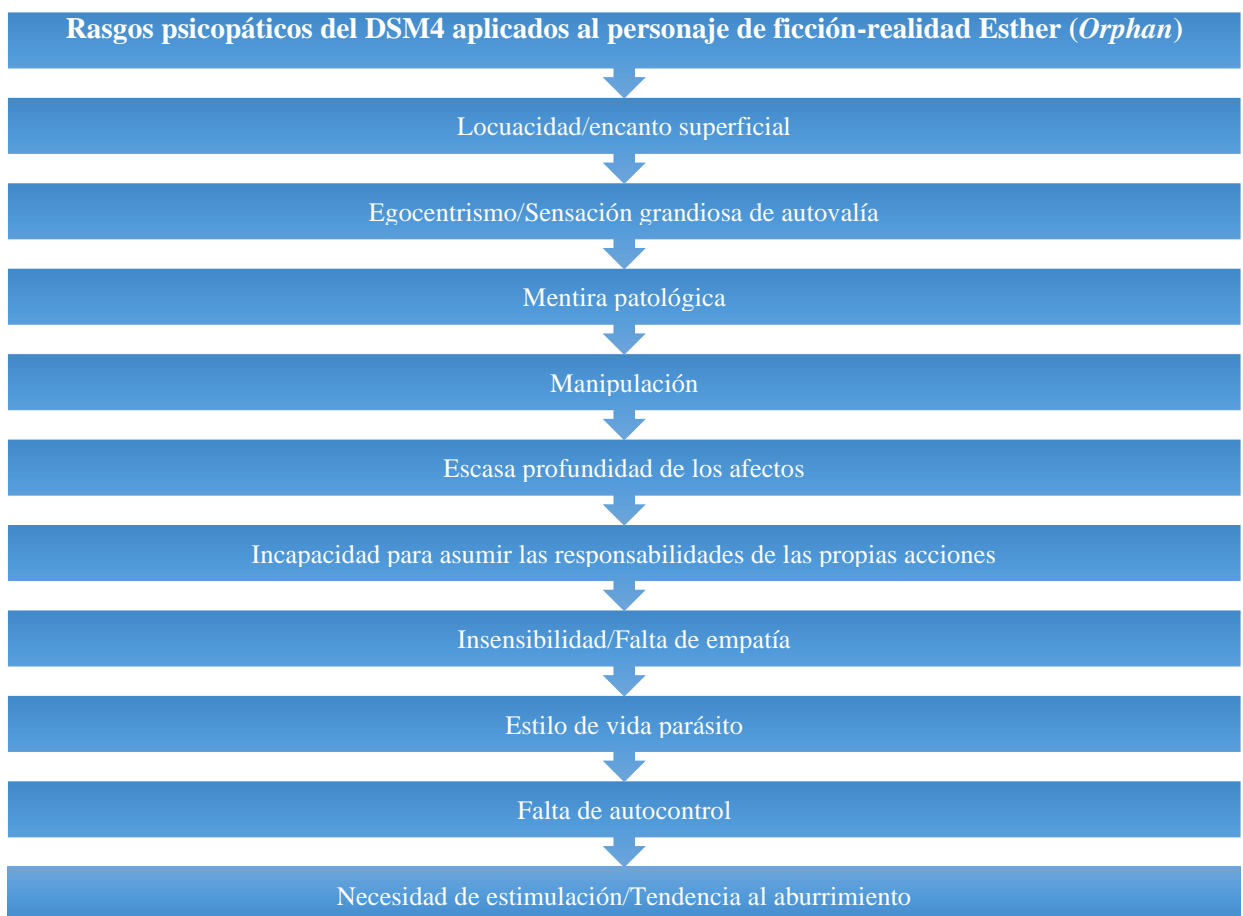 Rasgos psicopáticos del DSM4 aplicados al personaje de ficción-realidad Esther (Orphan)
Locuacidad/encanto superficial
Egocentrismo/Sensación grandiosa de autovalía
Mentira patológica
Manipulación
Escasa profundidad de los afectos
Incapacidad para asumir las responsabilidades de las propias acciones
Insensibilidad/Falta de empatía
Estilo de vida parásito
Falta de autocontrol
Necesidad de estimulación/Tendencia al aburrimiento